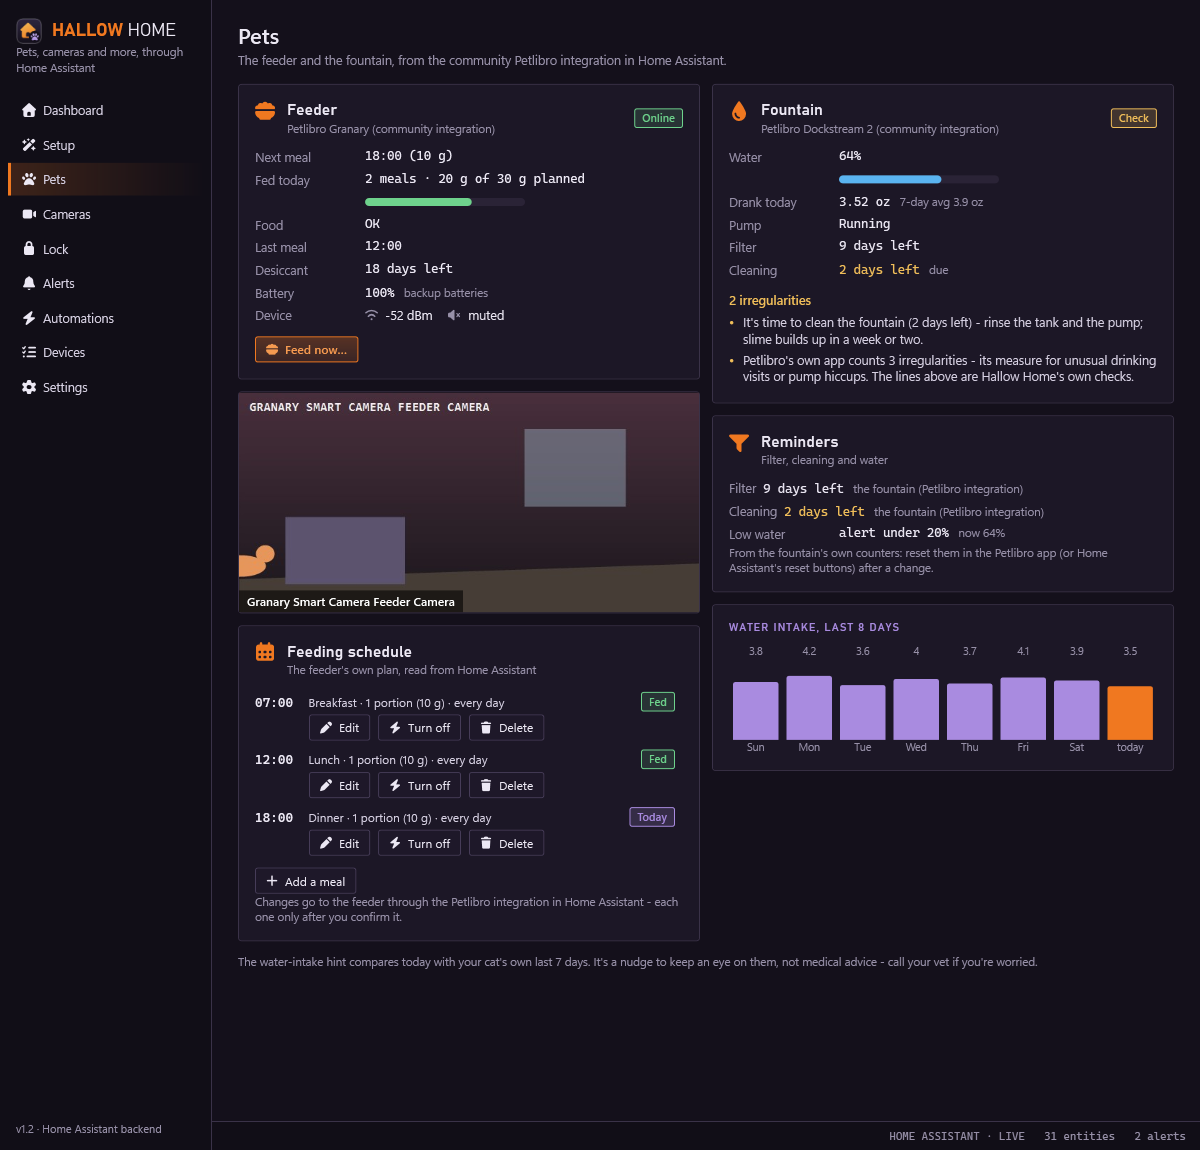 HALLOW HOME
Pets, cameras and more, through
Home Assistant
Dashboard
Setup
Pets
Cameras
Lock
Alerts
Automations
Devices
Settings
v1.2 · Home Assistant backend
Pets
The feeder and the fountain, from the community Petlibro integration in Home Assistant.
Feeder
Petlibro Granary (community integration)
Online
Next meal 18:00 (10 g)
Fed today 2 meals · 20 g of 30 g planned
Food OK
Last meal 12:00
Desiccant 18 days left
Battery 100% backup batteries
Device -52 dBm muted
Feed now...
GRANARY SMART CAMERA FEEDER CAMERA
Granary Smart Camera Feeder Camera
Feeding schedule
The feeder's own plan, read from Home Assistant
07:00 Breakfast · 1 portion (10 g) · every day Fed
Edit Turn off Delete
12:00 Lunch · 1 portion (10 g) · every day Fed
Edit Turn off Delete
18:00 Dinner · 1 portion (10 g) · every day Today
Edit Turn off Delete
Add a meal
Changes go to the feeder through the Petlibro integration in Home Assistant - each
one only after you confirm it.
Fountain
Petlibro Dockstream 2 (community integration)
Check
Water 64%
Drank today 3.52 oz 7-day avg 3.9 oz
Pump Running
Filter 9 days left
Cleaning 2 days left due
2 irregularities
• It's time to clean the fountain (2 days left) - rinse the tank and the pump;
slime builds up in a week or two.
• Petlibro's own app counts 3 irregularities - its measure for unusual drinking
visits or pump hiccups. The lines above are Hallow Home's own checks.
Reminders
Filter, cleaning and water
Filter 9 days left the fountain (Petlibro integration)
Cleaning 2 days left the fountain (Petlibro integration)
Low water alert under 20% now 64%
From the fountain's own counters: reset them in the Petlibro app (or Home
Assistant's reset buttons) after a change.
WATER INTAKE, LAST 8 DAYS
3.8 4.2 3.6 4 3.7 4.1 3.9 3.5
Sun Mon Tue Wed Thu Fri Sat today
The water-intake hint compares today with your cat's own last 7 days. It's a nudge to keep an eye on them, not medical advice - call your vet if you're worried.
HOME ASSISTANT · LIVE 31 entities 2 alerts